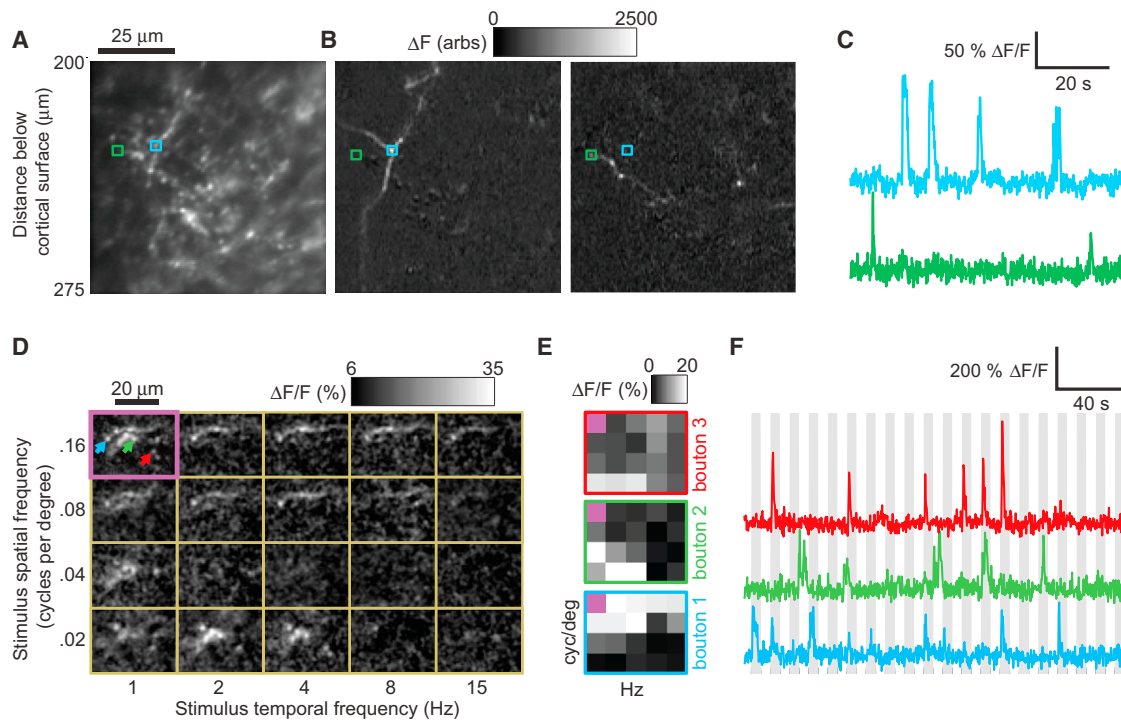 A
25 µm
B
0
2500
ΔF (arbs)
C
50 % ΔF/F
20 s
Distance below
cortical surface (µm)
200
275
D
20 µm
6
35
ΔF/F (%)
E
0
20
ΔF/F (%)
F
200 % ΔF/F
40 s
Stimulus spatial frequency
(cycles per degree)
.16
.08
.04
.02
1
2
4
8
15
Stimulus temporal frequency (Hz)
bouton 3
bouton 2
bouton 1
cyc/deg
Hz